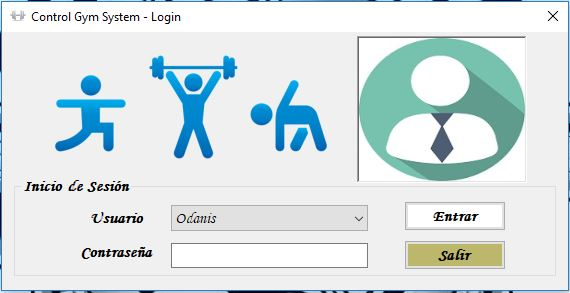 Control Gym System - Login
Inicio de Sesión
Usuario
Odanis
Entrar
Contraseña
Salir